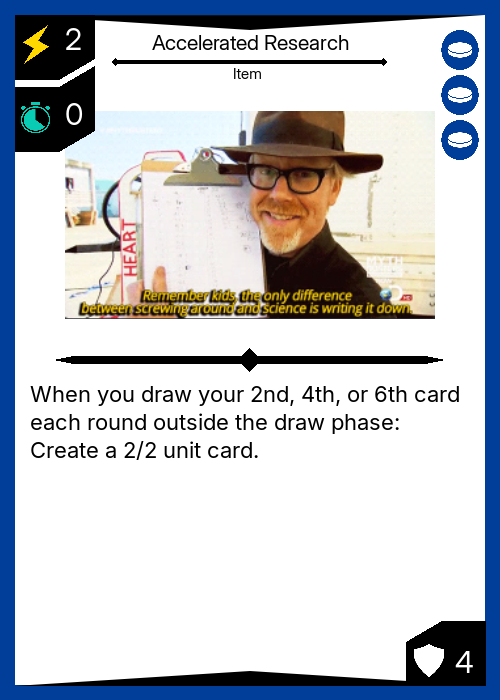 2
Accelerated Research
Item
0
HEART
MYTH
Remember kids, the only difference
between screwing around and science is writing it down.
When you draw your 2nd, 4th, or 6th card
each round outside the draw phase:
Create a 2/2 unit card.
4